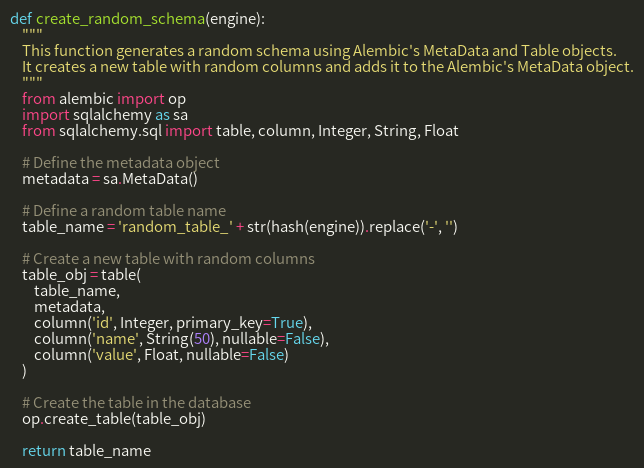 def create_random_schema(engine):
    """
    This function generates a random schema using Alembic's MetaData and Table objects.
    It creates a new table with random columns and adds it to the Alembic's MetaData object.
    """
    from alembic import op
    import sqlalchemy as sa
    from sqlalchemy.sql import table, column, Integer, String, Float

    # Define the metadata object
    metadata = sa.MetaData()

    # Define a random table name
    table_name = 'random_table_' + str(hash(engine)).replace('-', '')

    # Create a new table with random columns
    table_obj = table(
        table_name,
        metadata,
        column('id', Integer, primary_key=True),
        column('name', String(50), nullable=False),
        column('value', Float, nullable=False)
    )

    # Create the table in the database
    op.create_table(table_obj)

    return table_name